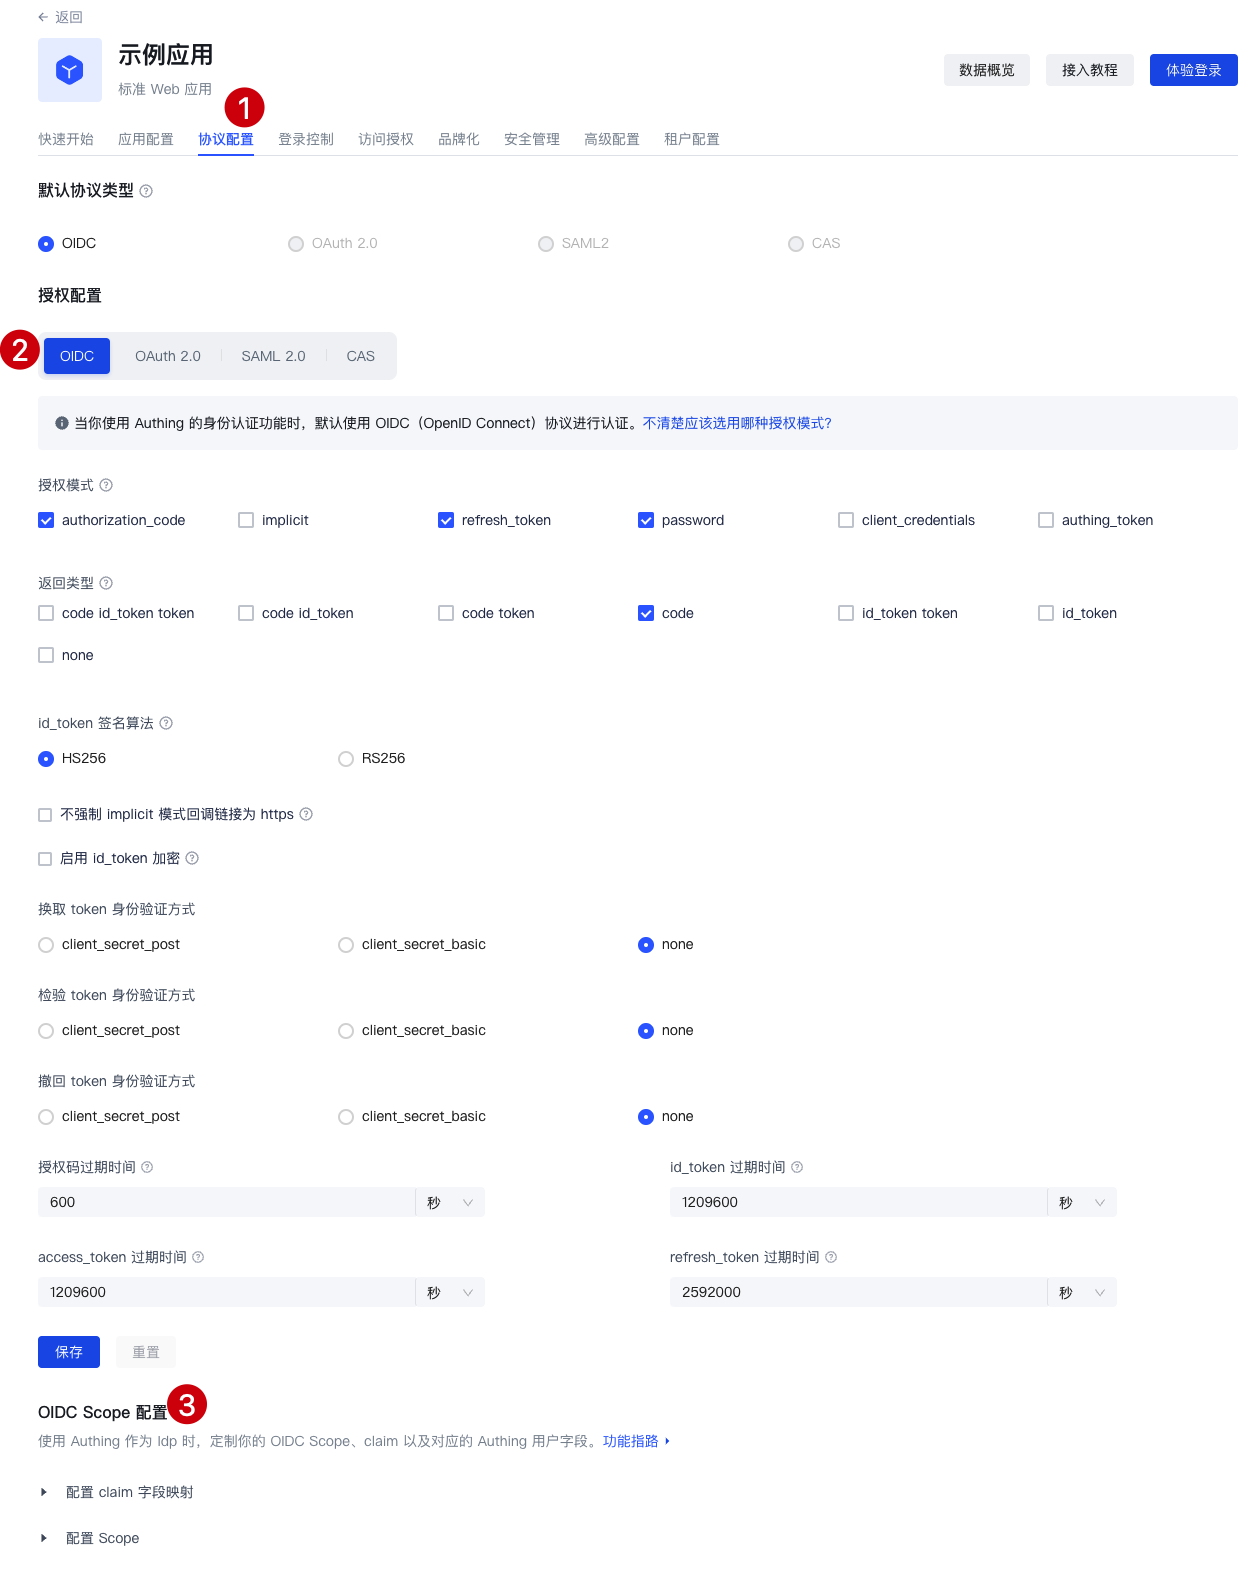 返回
示例应用
标准 Web 应用
数据概览 接入教程 体验登录
1
快速开始 应用配置 协议配置 登录控制 访问授权 品牌化 安全管理 高级配置 租户配置
默认协议类型
OIDC OAuth 2.0 SAML2 CAS
授权配置
2
OIDC OAuth 2.0 SAML 2.0 CAS
当你使用 Authing 的身份认证功能时，默认使用 OIDC（OpenID Connect）协议进行认证。不清楚应该选用哪种授权模式?
授权模式
authorization_code implicit refresh_token password client_credentials authing_token
返回类型
code id_token token code id_token code token code id_token token id_token
none
id_token 签名算法
HS256 RS256
不强制 implicit 模式回调链接为 https
启用 id_token 加密
换取 token 身份验证方式
client_secret_post client_secret_basic none
检验 token 身份验证方式
client_secret_post client_secret_basic none
撤回 token 身份验证方式
client_secret_post client_secret_basic none
授权码过期时间 id_token 过期时间
600 秒 1209600 秒
access_token 过期时间 refresh_token 过期时间
1209600 秒 2592000 秒
保存 重置
OIDC Scope 配置 3
使用 Authing 作为 Idp 时，定制你的 OIDC Scope、claim 以及对应的 Authing 用户字段。功能指路
配置 claim 字段映射
配置 Scope